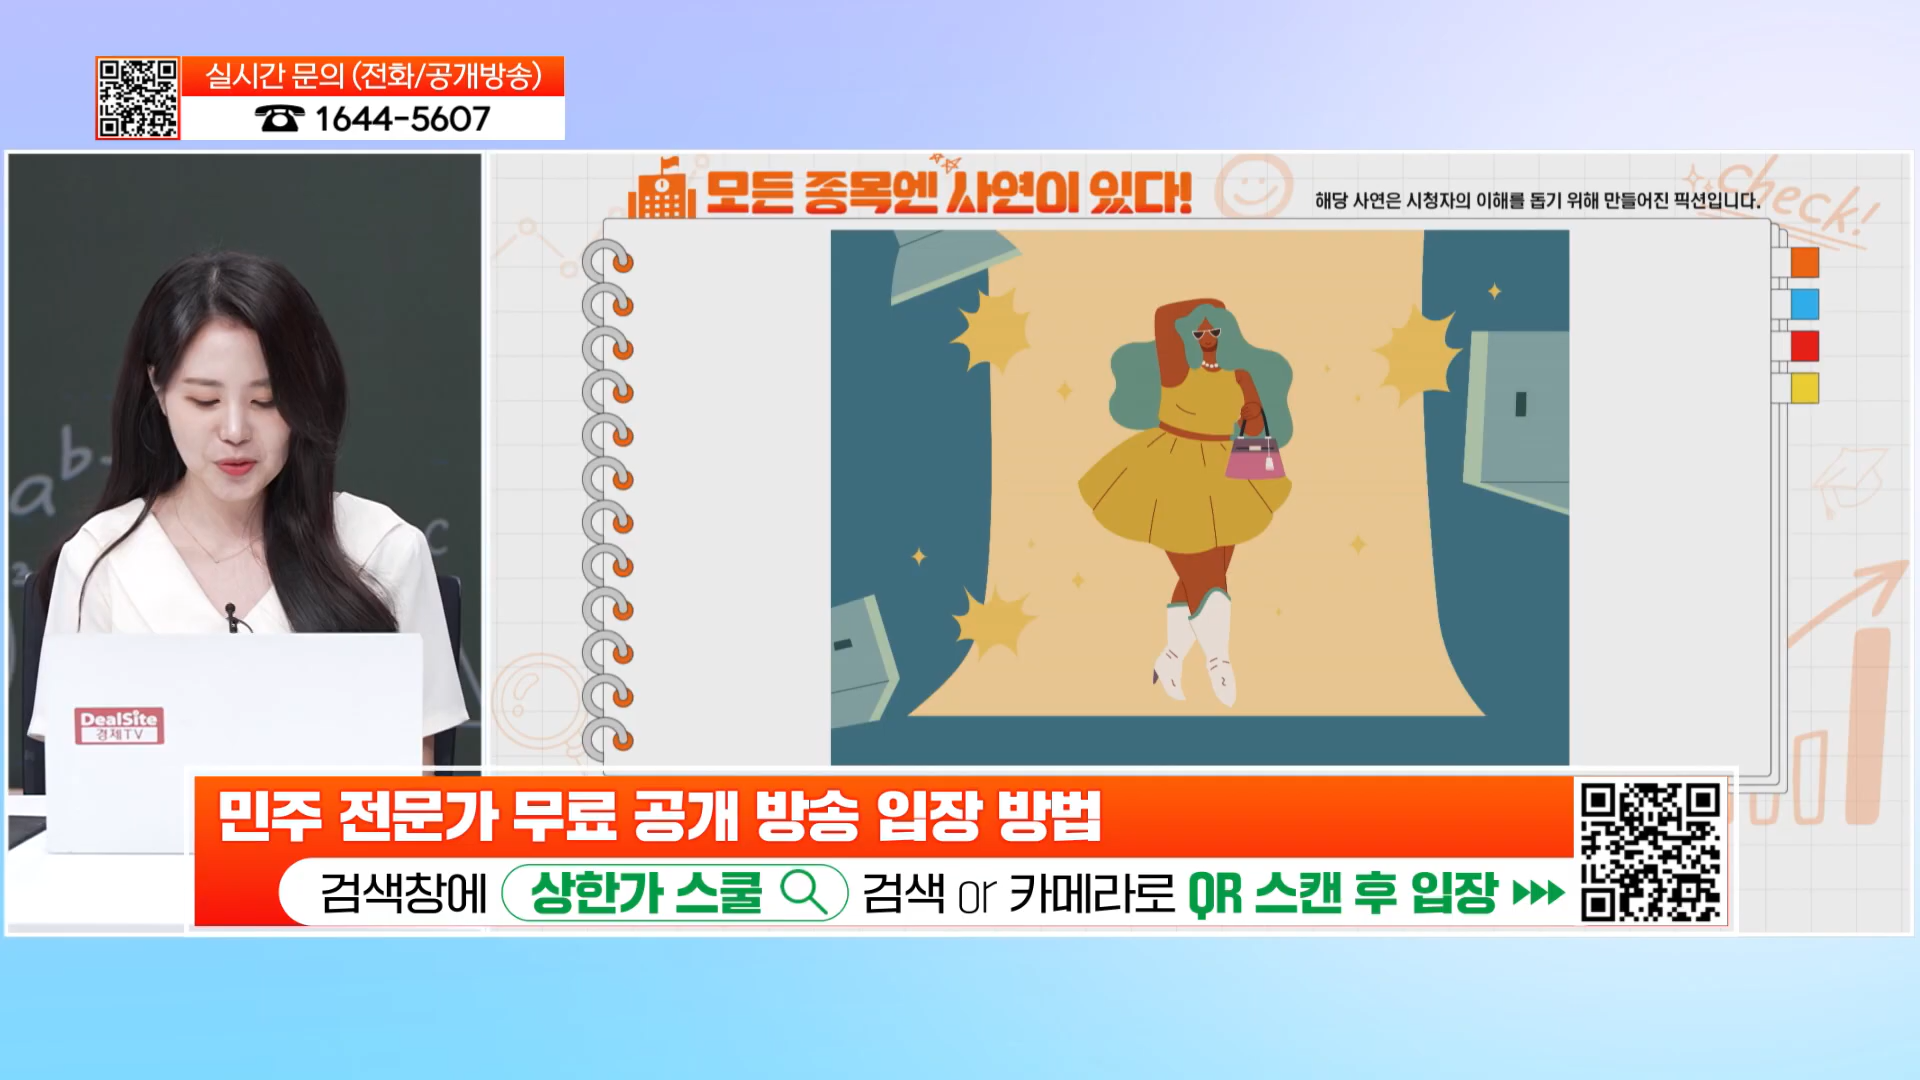 실시간 문의 (전화/공개방송)
☎ 1644-5607
모든 종목엔 사연이 있다!
해당 사연은 시청자의 이해를 돕기 위해 만들어진 픽션입니다.
check!
a b.
c
DealSite
경제TV
민주 전문가 무료 공개 방송 입장 방법
검색창에 상한가 스쿨 검색 or 카메라로 QR 스캔 후 입장